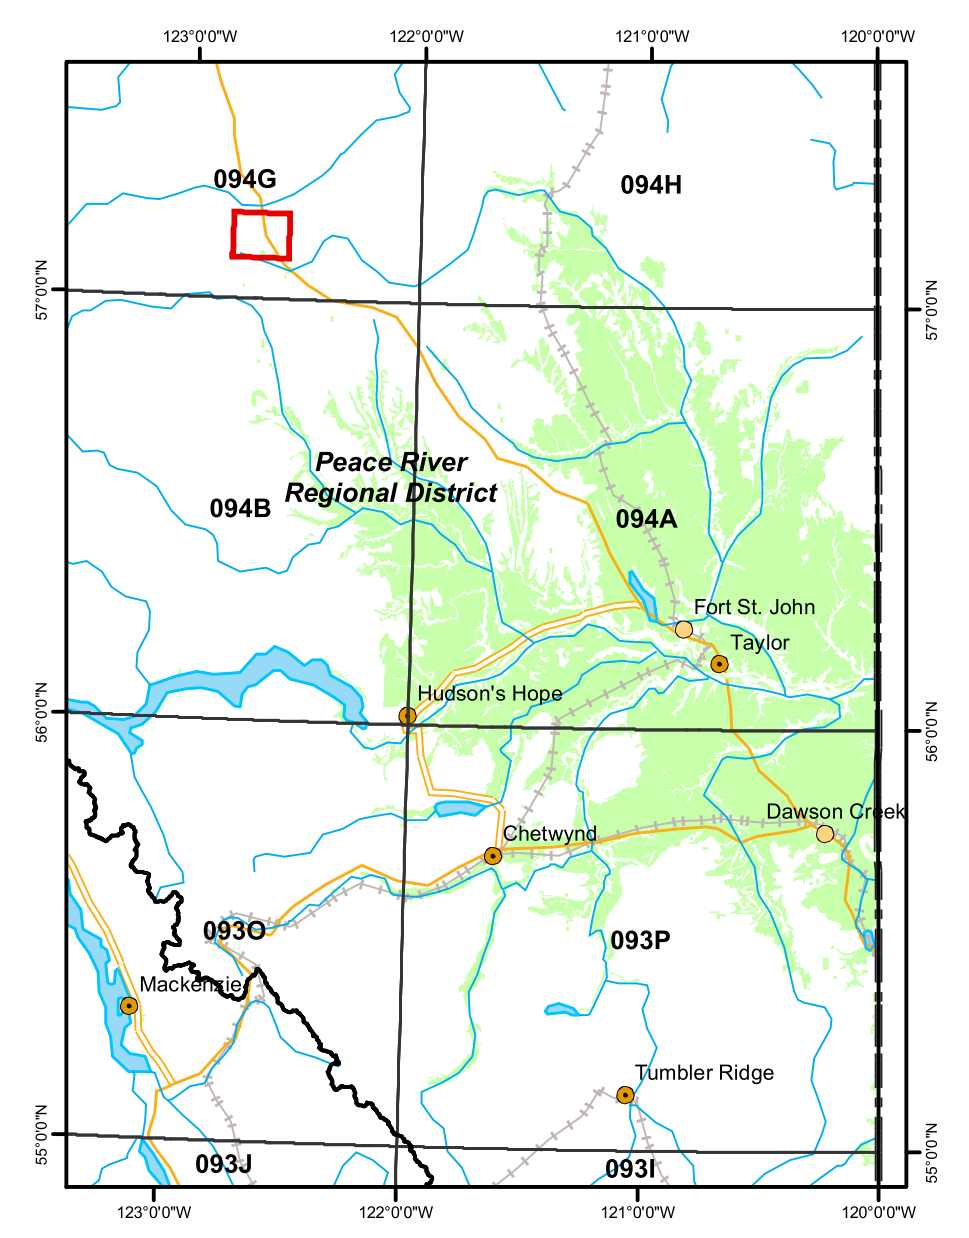 123°0'0"W 122°0'0"W 121°0'0"W 120°0'0"W
094G
094H
57°0'0"N
57°0'0"N
Peace River
Regional District
094B
094A
Fort St. John
Taylor
Hudson's Hope
56°0'0"N
56°0'0"N
Dawson Creek
Chetwynd
093O
093P
Mackenzie
Tumbler Ridge
55°0'0"N
55°0'0"N
093J
093I
123°0'0"W 122°0'0"W 121°0'0"W 120°0'0"W